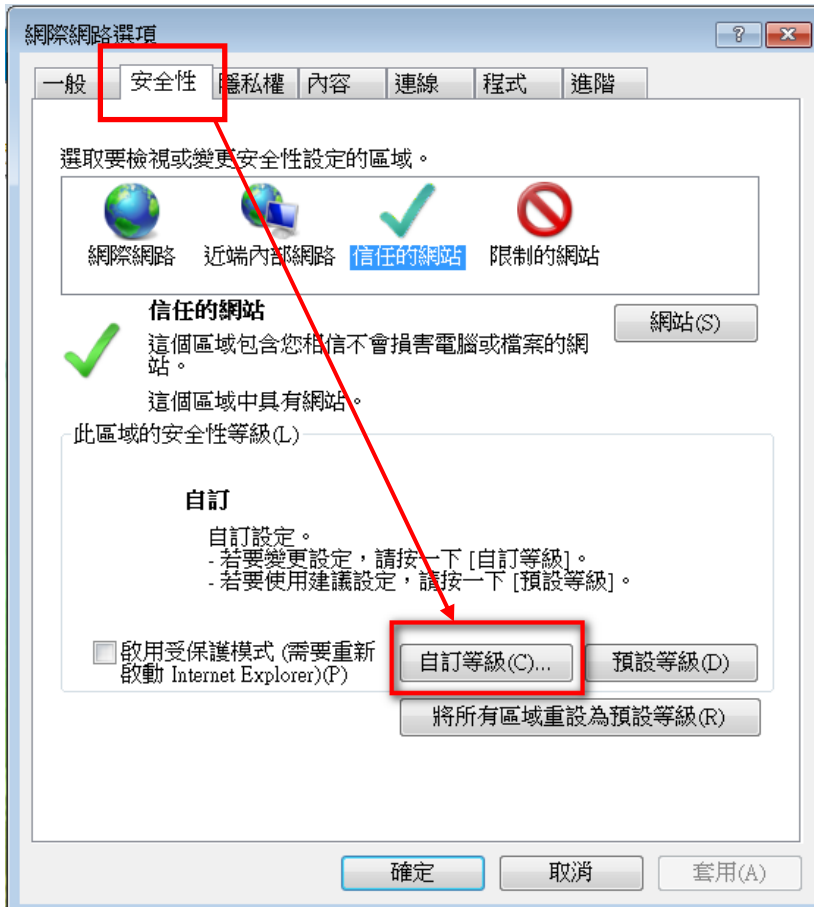 網際網路選項
一般 安全性 隱私權 內容 連線 程式 進階
選取要檢視或變更安全性設定的區域。
網際網路 近端內部網路 信任的網站 限制的網站
信任的網站
網站(S)
這個區域包含您相信不會損害電腦或檔案的網
站。
這個區域中具有網站。
此區域的安全性等級(L)
自訂
自訂設定。
- 若要變更設定，請按一下 [自訂等級]。
- 若要使用建議設定，請按一下 [預設等級]。
啟用受保護模式 (需要重新
啟動 Internet Explorer)(P)
自訂等級(C)... 預設等級(D)
將所有區域重設為預設等級(R)
確定 取消 套用(A)